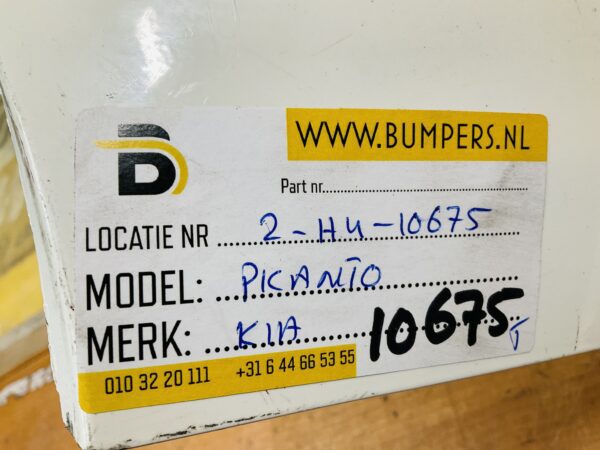 B
WWW.BUMPERS.NL
Part nr.
LOCATIE NR 2-H4-10675
MODEL: PICANTO
MERK: KIA 10675
010 32 20 111 +31 6 44 66 53 55